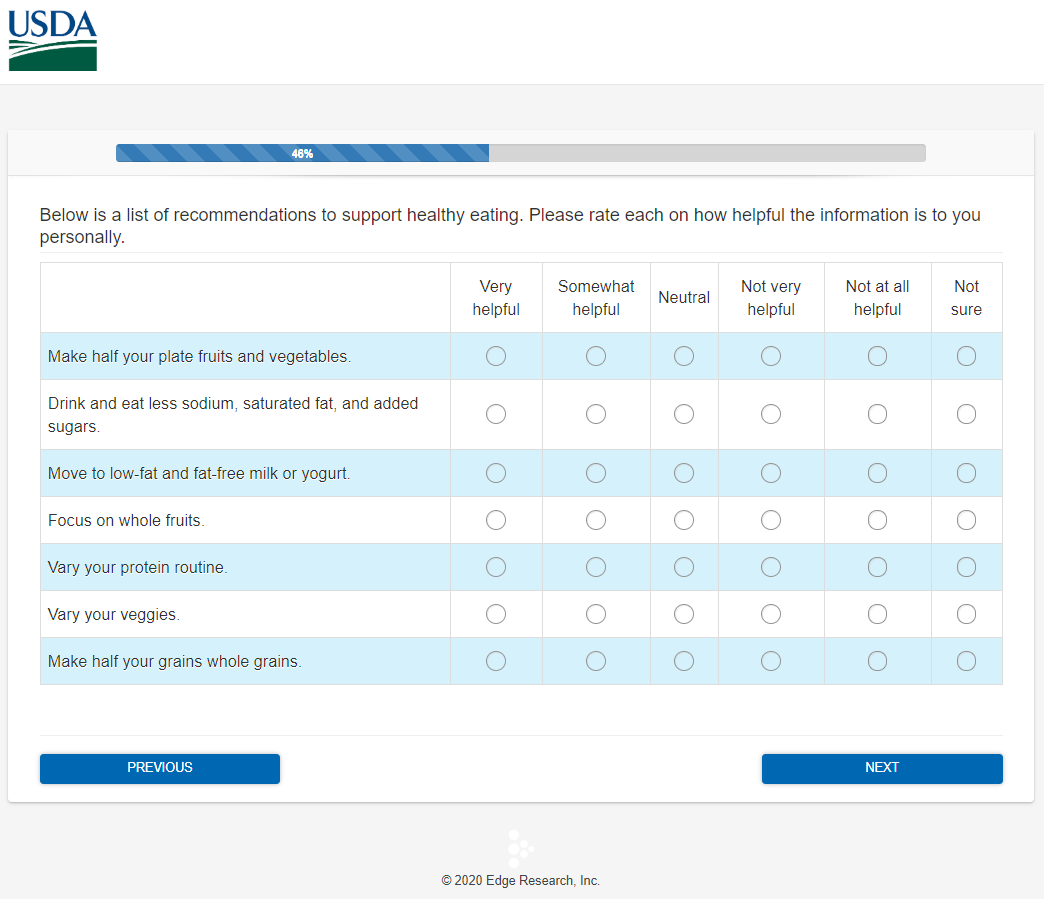 USDA
46%
Below is a list of recommendations to support healthy eating. Please rate each on how helpful the information is to you
personally.
Very
helpful
Somewhat
helpful
Neutral
Not very
helpful
Not at all
helpful
Not
sure
Make half your plate fruits and vegetables.
Drink and eat less sodium, saturated fat, and added
sugars.
Move to low-fat and fat-free milk or yogurt.
Focus on whole fruits.
Vary your protein routine.
Vary your veggies.
Make half your grains whole grains.
PREVIOUS
NEXT
© 2020 Edge Research, Inc.